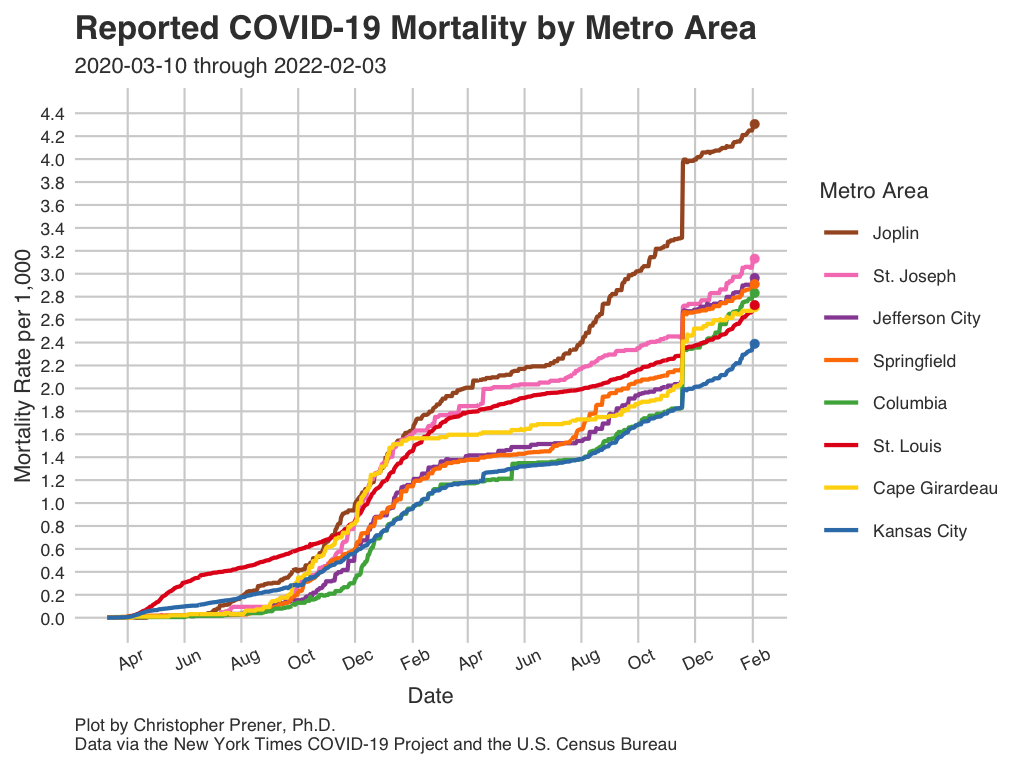 Reported COVID-19 Mortality by Metro Area
2020-03-10 through 2022-02-03
Mortality Rate per 1,000
4.4
4.2
4.0
3.8
3.6
3.4
3.2
3.0
2.8
2.6
2.4
2.2
2.0
1.8
1.6
1.4
1.2
1.0
0.8
0.6
0.4
0.2
0.0
Apr Jun Aug Oct Dec Feb Apr Jun Aug Oct Dec Feb
Date
Metro Area
Joplin
St. Joseph
Jefferson City
Springfield
Columbia
St. Louis
Cape Girardeau
Kansas City
Plot by Christopher Prener, Ph.D.
Data via the New York Times COVID-19 Project and the U.S. Census Bureau